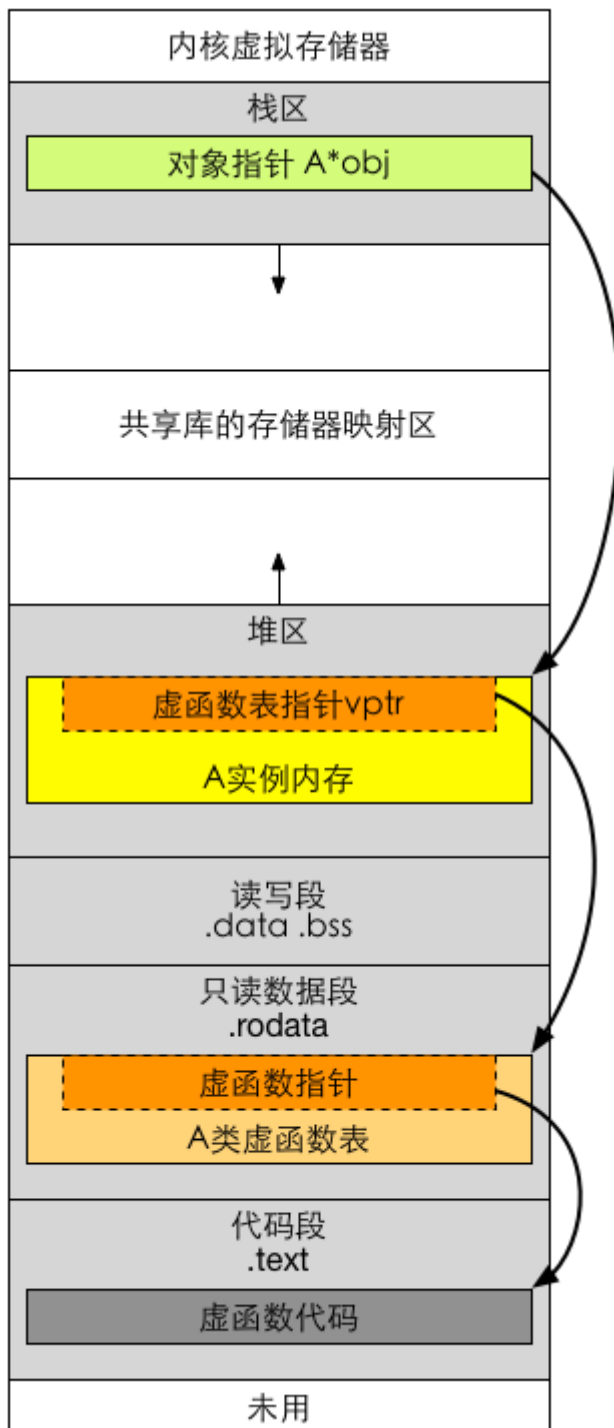 内核虚拟存储器
栈区
对象指针 A*obj
共享库的存储器映射区
堆区
虚函数表指针vptr
A实例内存
读写段
.data .bss
只读数据段
.rodata
虚函数指针
A类虚函数表
代码段
.text
虚函数代码
未用